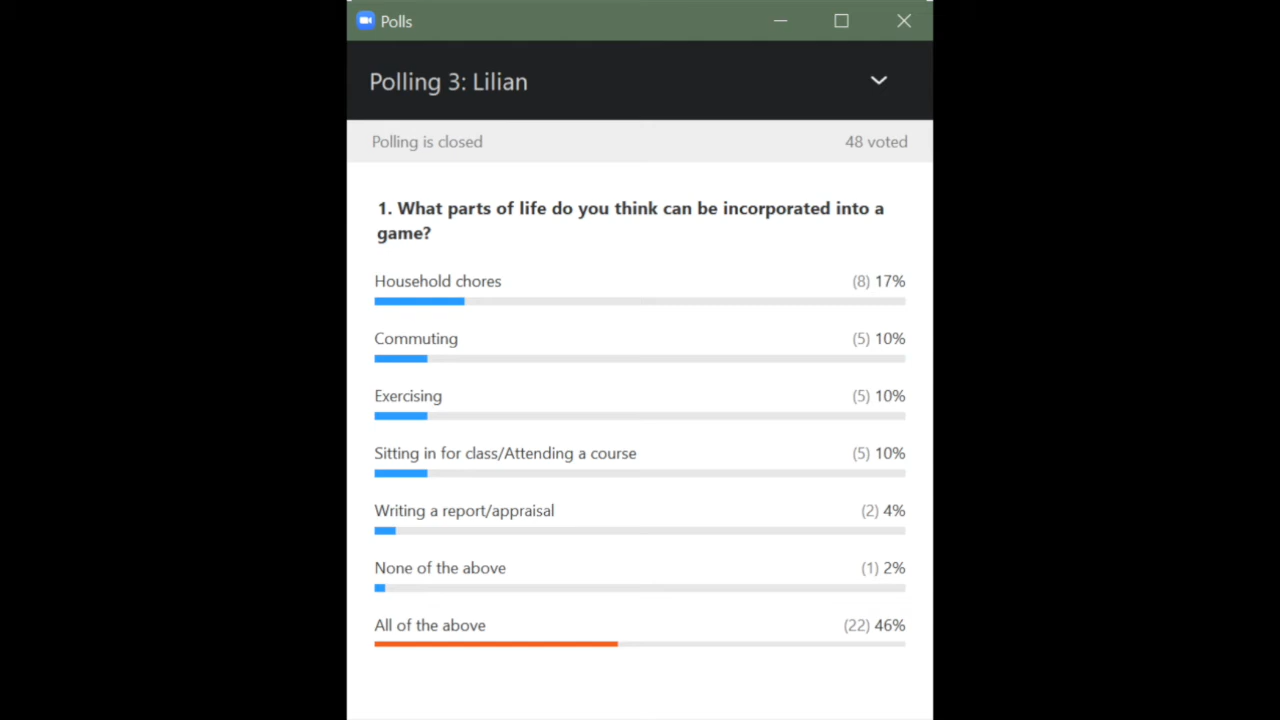 Polls
Polling 3: Lilian
Polling is closed 48 voted
1. What parts of life do you think can be incorporated into a
game?
Household chores (8) 17%
Commuting (5) 10%
Exercising (5) 10%
Sitting in for class/Attending a course (5) 10%
Writing a report/appraisal (2) 4%
None of the above (1) 2%
All of the above (22) 46%